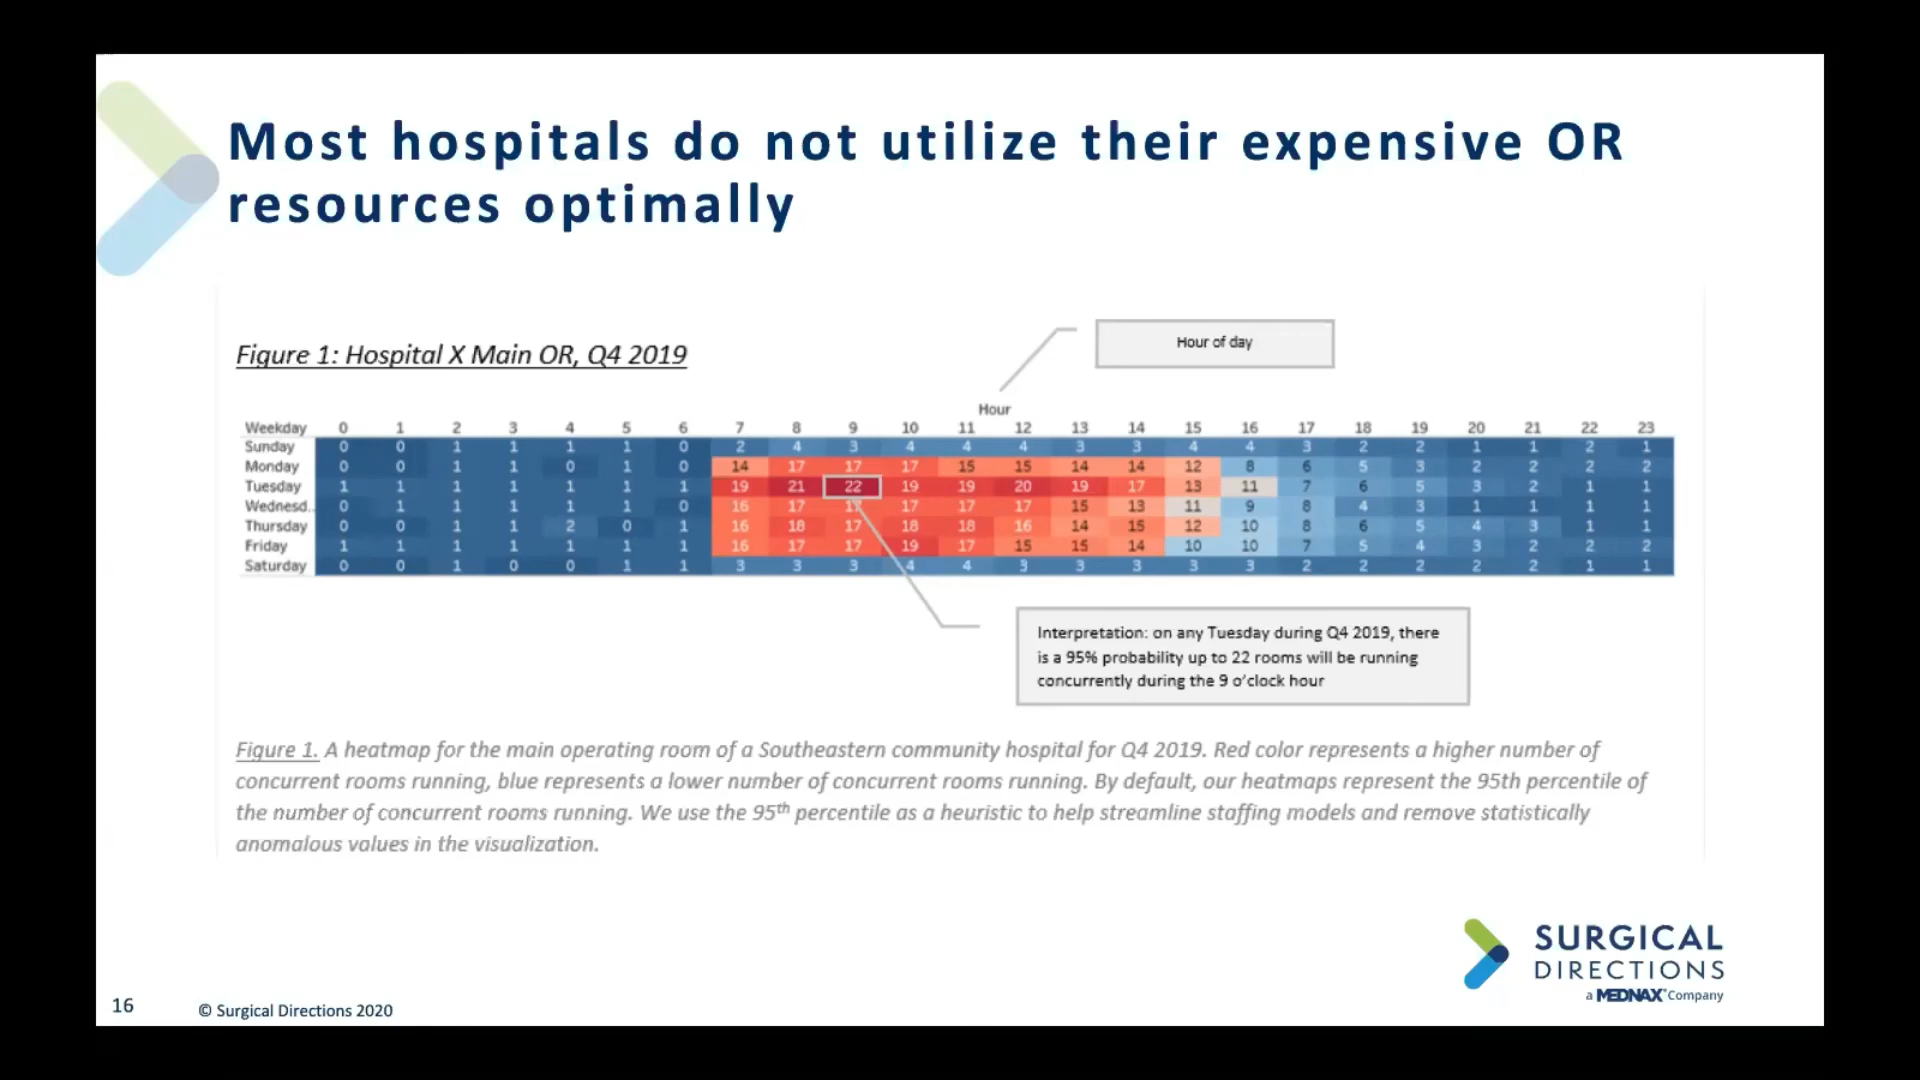 Most hospitals do not utilize their expensive OR
resources optimally
Figure 1: Hospital X Main OR, Q4 2019
Hour of day
Hour
Weekday 0 1 2 3 4 5 6 7 8 9 10 11 12 13 14 15 16 17 18 19 20 21 22 23
Sunday 0 0 1 1 1 1 0 2 4 3 4 4 4 3 3 4 4 3 2 2 1 1 2 1
Monday 0 0 1 1 0 1 0 14 17 17 17 15 15 14 14 12 8 6 5 3 2 2 2 2
Tuesday 1 1 1 1 1 1 1 19 21 22 19 19 20 19 17 13 11 7 6 5 3 2 1 1
Wednesd.. 0 1 1 1 1 1 0 16 17 17 17 17 15 13 11 9 8 4 3 1 1 1 1
Thursday 0 0 1 1 2 0 1 16 18 17 18 18 16 14 15 12 10 8 6 5 4 3 1 1
Friday 1 1 1 1 1 1 1 16 17 17 19 17 15 15 14 10 10 7 5 4 3 2 2 2
Saturday 0 0 1 0 0 1 1 3 3 3 4 4 3 3 3 3 3 2 2 2 2 2 1 1
Interpretation: on any Tuesday during Q4 2019, there
is a 95% probability up to 22 rooms will be running
concurrently during the 9 o'clock hour
Figure 1. A heatmap for the main operating room of a Southeastern community hospital for Q4 2019. Red color represents a higher number of
concurrent rooms running, blue represents a lower number of concurrent rooms running. By default, our heatmaps represent the 95th percentile of
the number of concurrent rooms running. We use the 95th percentile as a heuristic to help streamline staffing models and remove statistically
anomalous values in the visualization.
SURGICAL
DIRECTIONS
a MEDNAX® Company
16
© Surgical Directions 2020